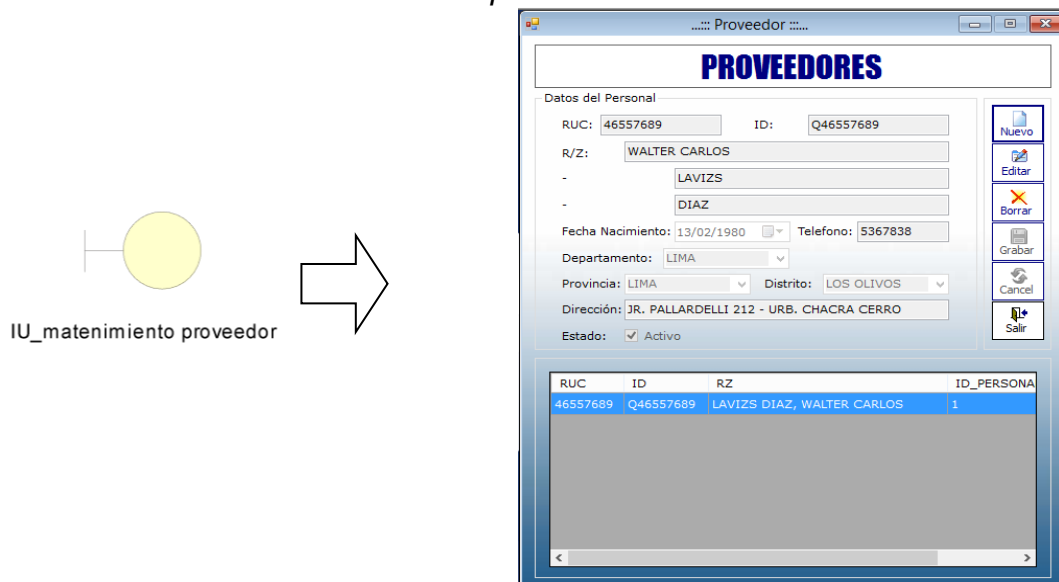 ...::: Proveedor :::...
PROVEEDORES
Datos del Personal
RUC: 46557689 ID: Q46557689
R/Z: WALTER CARLOS
- LAVIZS
- DIAZ
Fecha Nacimiento: 13/02/1980 Telefono: 5367838
Departamento: LIMA
Provincia: LIMA Distrito: LOS OLIVOS
Dirección: JR. PALLARDELLI 212 - URB. CHACRA CERRO
Estado: Activo
Nuevo
Editar
Borrar
Grabar
Cancel
Salir
IU_matenimiento proveedor
RUC ID RZ ID_PERSONA
46557689 Q46557689 LAVIZS DIAZ, WALTER CARLOS 1